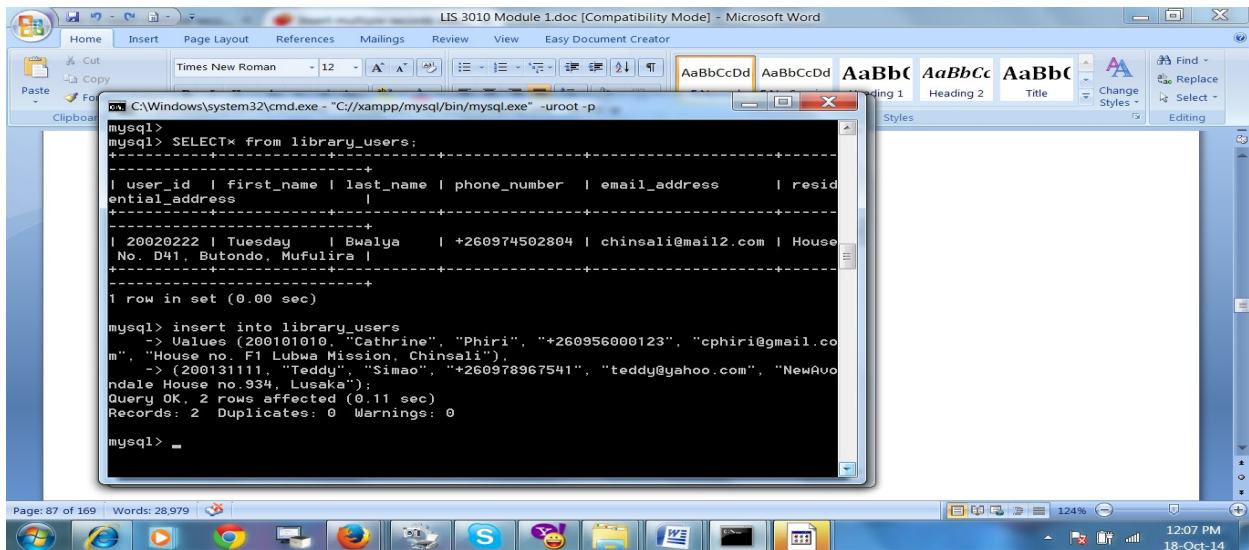 LIS 3010 Module 1.doc [Compatibility Mode] - Microsoft Word
Home Insert Page Layout References Mailings Review View Easy Document Creator
Cut
Copy
Paste
Clipboar
Times New Roman 12
AaBbCcDd AaBbCcDd AaBb( AaBbCc AaBb(
ding 1 Heading 2 Title
Change Styles
Styles
Find
Replace
Select
Editing
C:\Windows\system32\cmd.exe - "C://xampp/mysql/bin/mysql.exe" -uroot -p
mysql>
mysql> SELECT* from library_users;
| user_id | first_name | last_name | phone_number | email_address | resid
ential_address |
| 20020222 | Tuesday | Bwalya | +260974502804 | chinsali@mail2.com | House
No. D41, Butondo, Mufulira |
1 row in set (0.00 sec)
mysql> insert into library_users
-> Values (200101010, "Cathrine", "Phiri", "+260956000123", "cphiri@gmail.co
m", "House no. F1 Lubwa Mission, Chinsali"),
-> (200131111, "Teddy", "Simao", "+260978967541", "teddy@yahoo.com", "NewAvo
ndale House no.934, Lusaka");
Query OK, 2 rows affected (0.11 sec)
Records: 2 Duplicates: 0 Warnings: 0
mysql> _
Page: 87 of 169 Words: 28,979
124%
12:07 PM
18-Oct-14